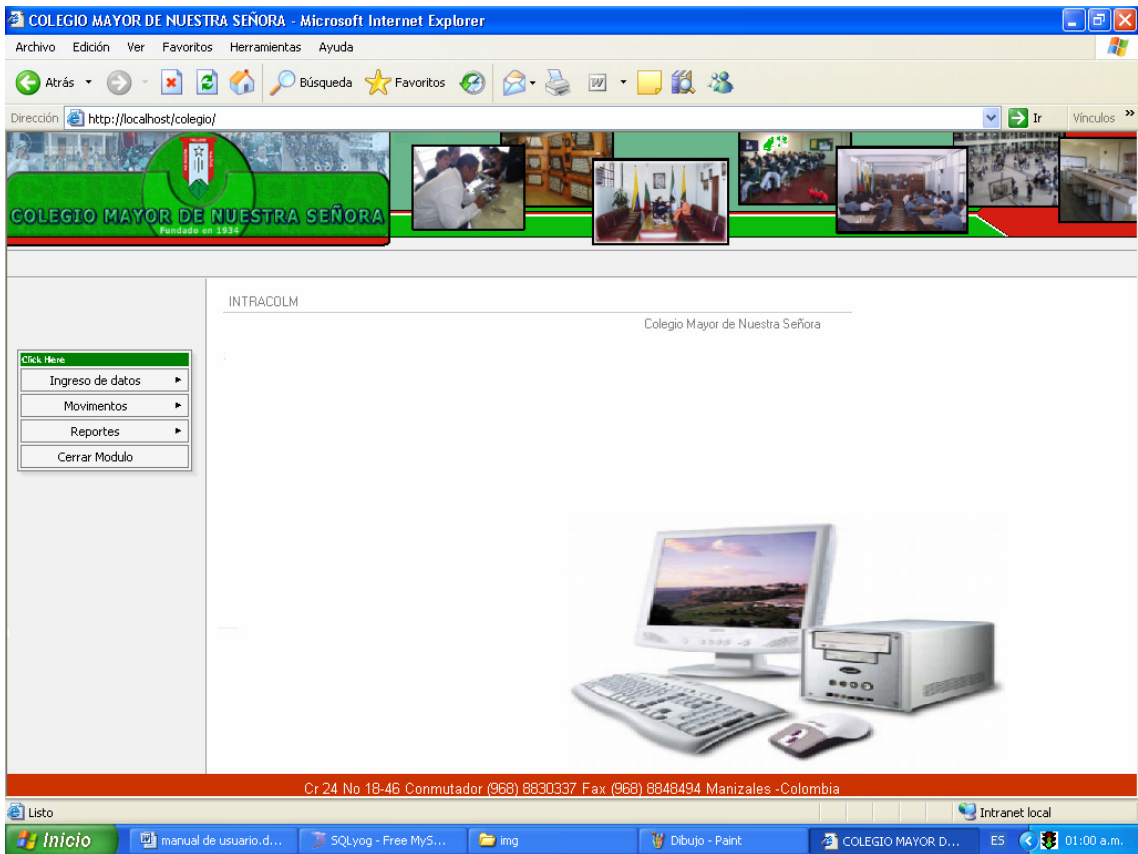 COLEGIO MAYOR DE NUESTRA SEÑORA - Microsoft Internet Explorer
Archivo Edición Ver Favoritos Herramientas Ayuda
Atrás Búsqueda Favoritos
Dirección http://localhost/colegio/ Ir Vínculos »
COLEGIO MAYOR DE NUESTRA SEÑORA
Fundado en 1934
INTRACOLM
Colegio Mayor de Nuestra Señora
Click Here
Ingreso de datos
Movimentos
Reportes
Cerrar Modulo
Cr 24 No 18-46 Conmutador (968) 8830337 Fax (968) 8848494 Manizales -Colombia
Listo Intranet local
Inicio manual de usuario.d... SQLyog - Free MyS... img Dibujo - Paint COLEGIO MAYOR D... ES 01:00 a.m.